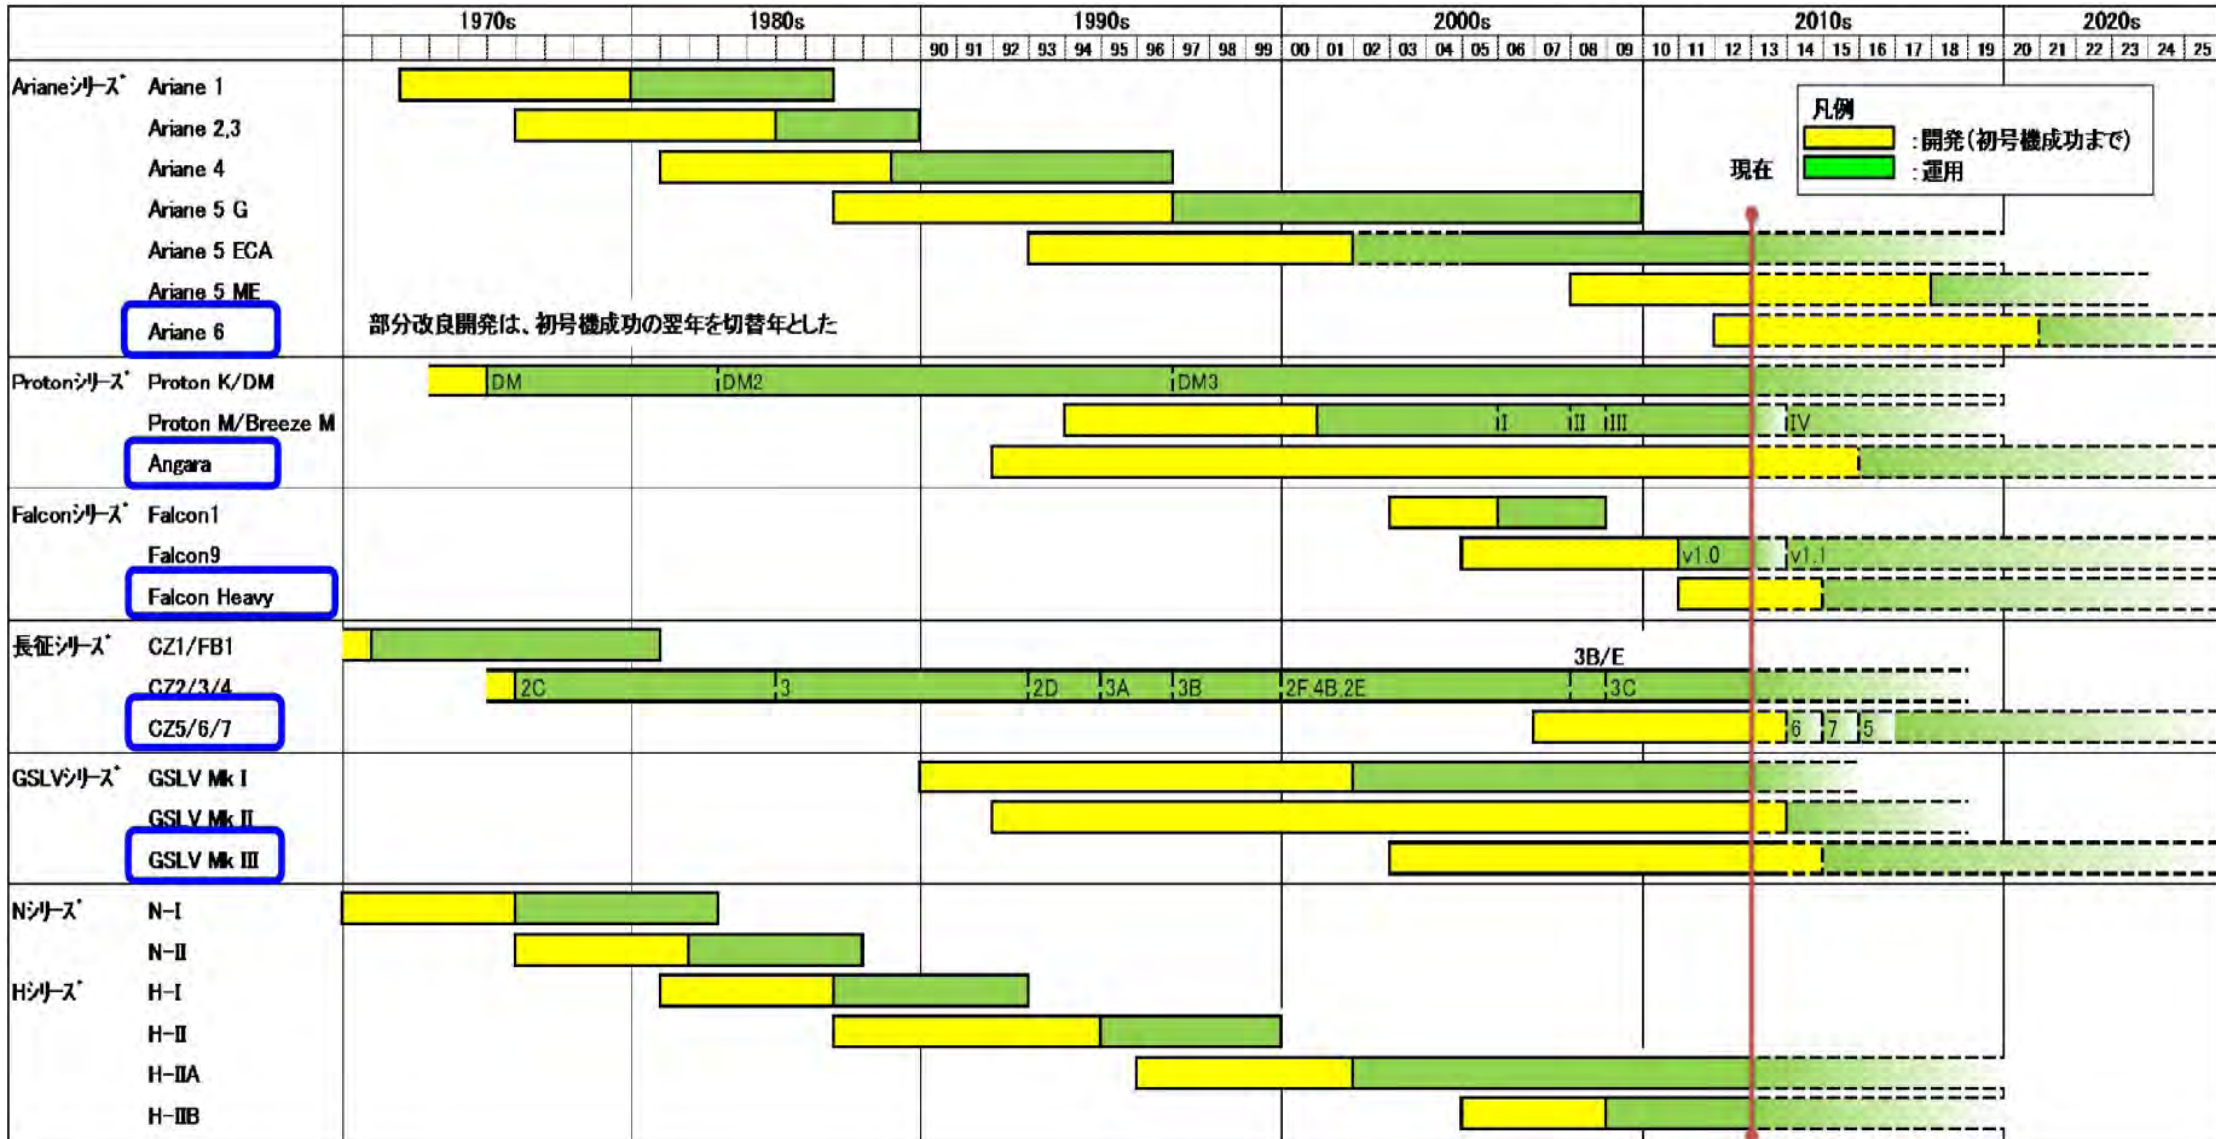 1970s 1980s 1990s 2000s 2010s 2020s
90 91 92 93 94 95 96 97 98 99 00 01 02 03 04 05 06 07 08 09 10 11 12 13 14 15 16 17 18 19 20 21 22 23 24 25
Arianeシリーズ Ariane 1
Ariane 2,3
Ariane 4
Ariane 5 G
Ariane 5 ECA
Ariane 5 ME
Ariane 6
凡例
:開発(初号機成功まで)
:運用
現在
部分改良開発は、初号機成功の翌年を切替年とした
Protonシリーズ Proton K/DM DM DM2 DM3
Proton M/Breeze M I II III IV
Angara
Falconシリーズ Falcon1
Falcon9 v1.0 v1.1
Falcon Heavy
長征シリーズ CZ1/FB1
3B/E
CZ2/3/4 2C 3 2D 3A 3B 2F,4B,2E 3C
CZ5/6/7 6 7 5
GSLVシリーズ GSLV Mk I
GSLV Mk II
GSLV Mk III
Nシリーズ N-I
N-II
Hシリーズ H-I
H-II
H-IIA
H-IIB